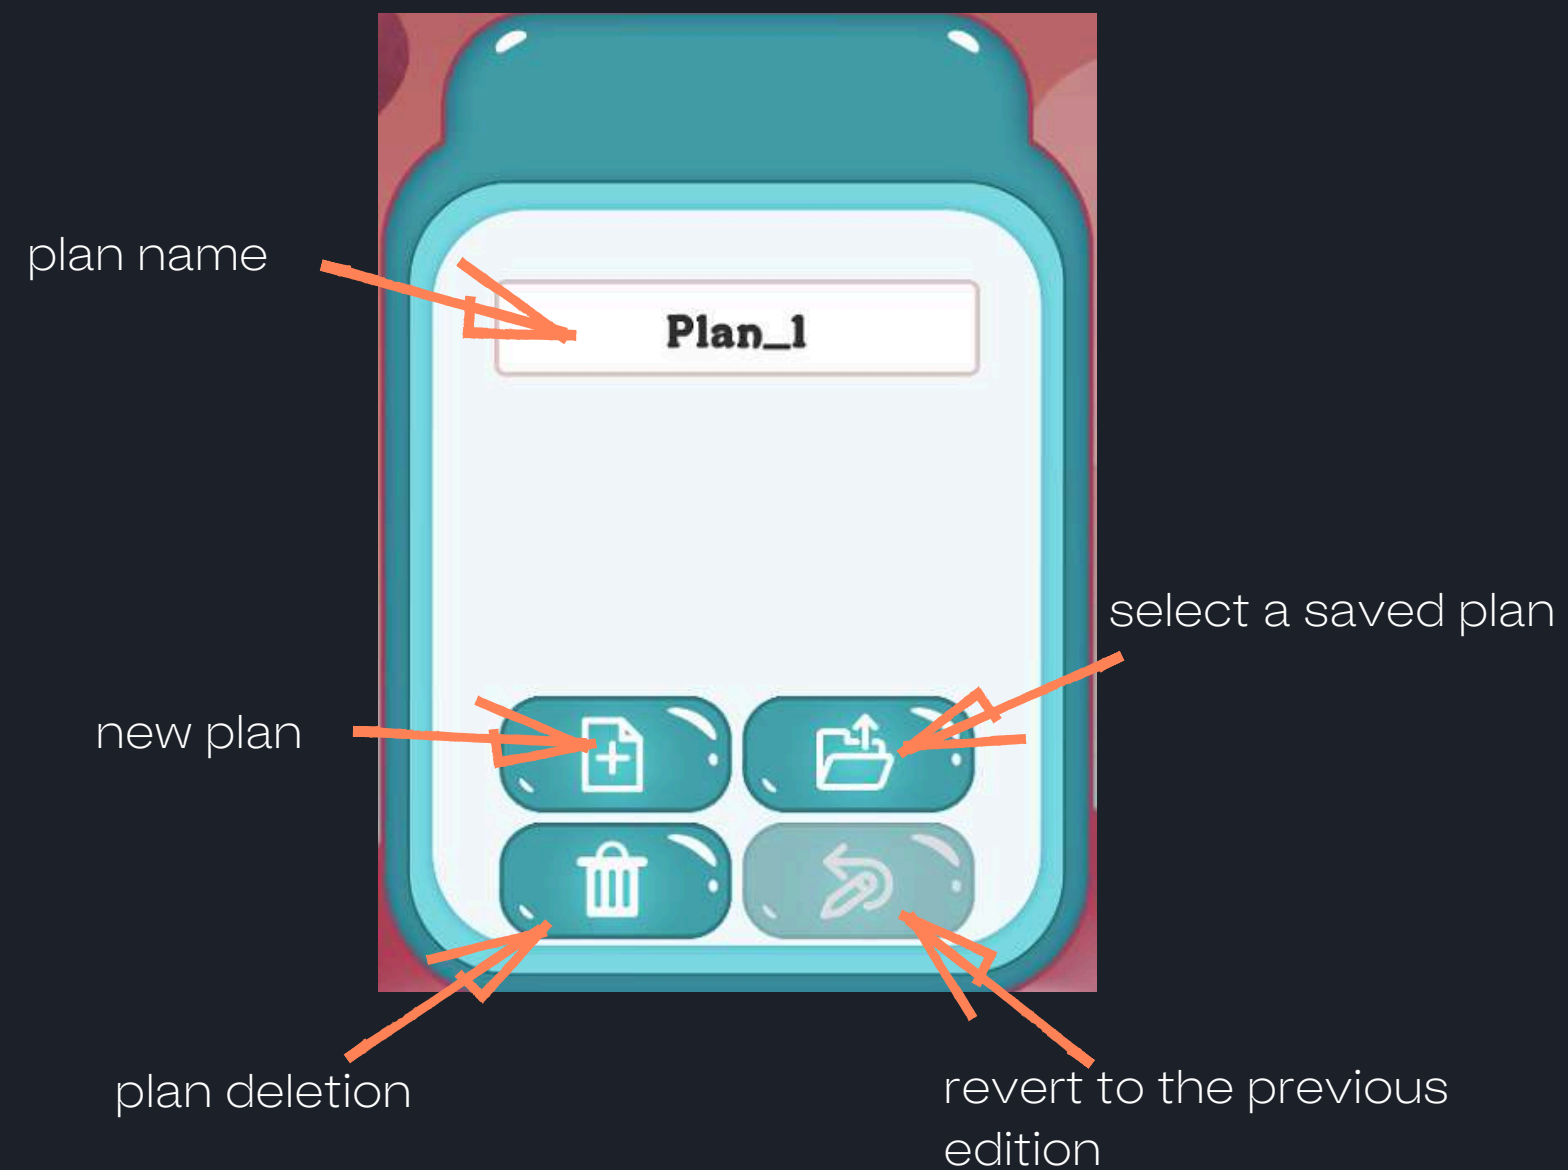 plan name
Plan_1
select a saved plan
new plan
plan deletion
revert to the previous
edition